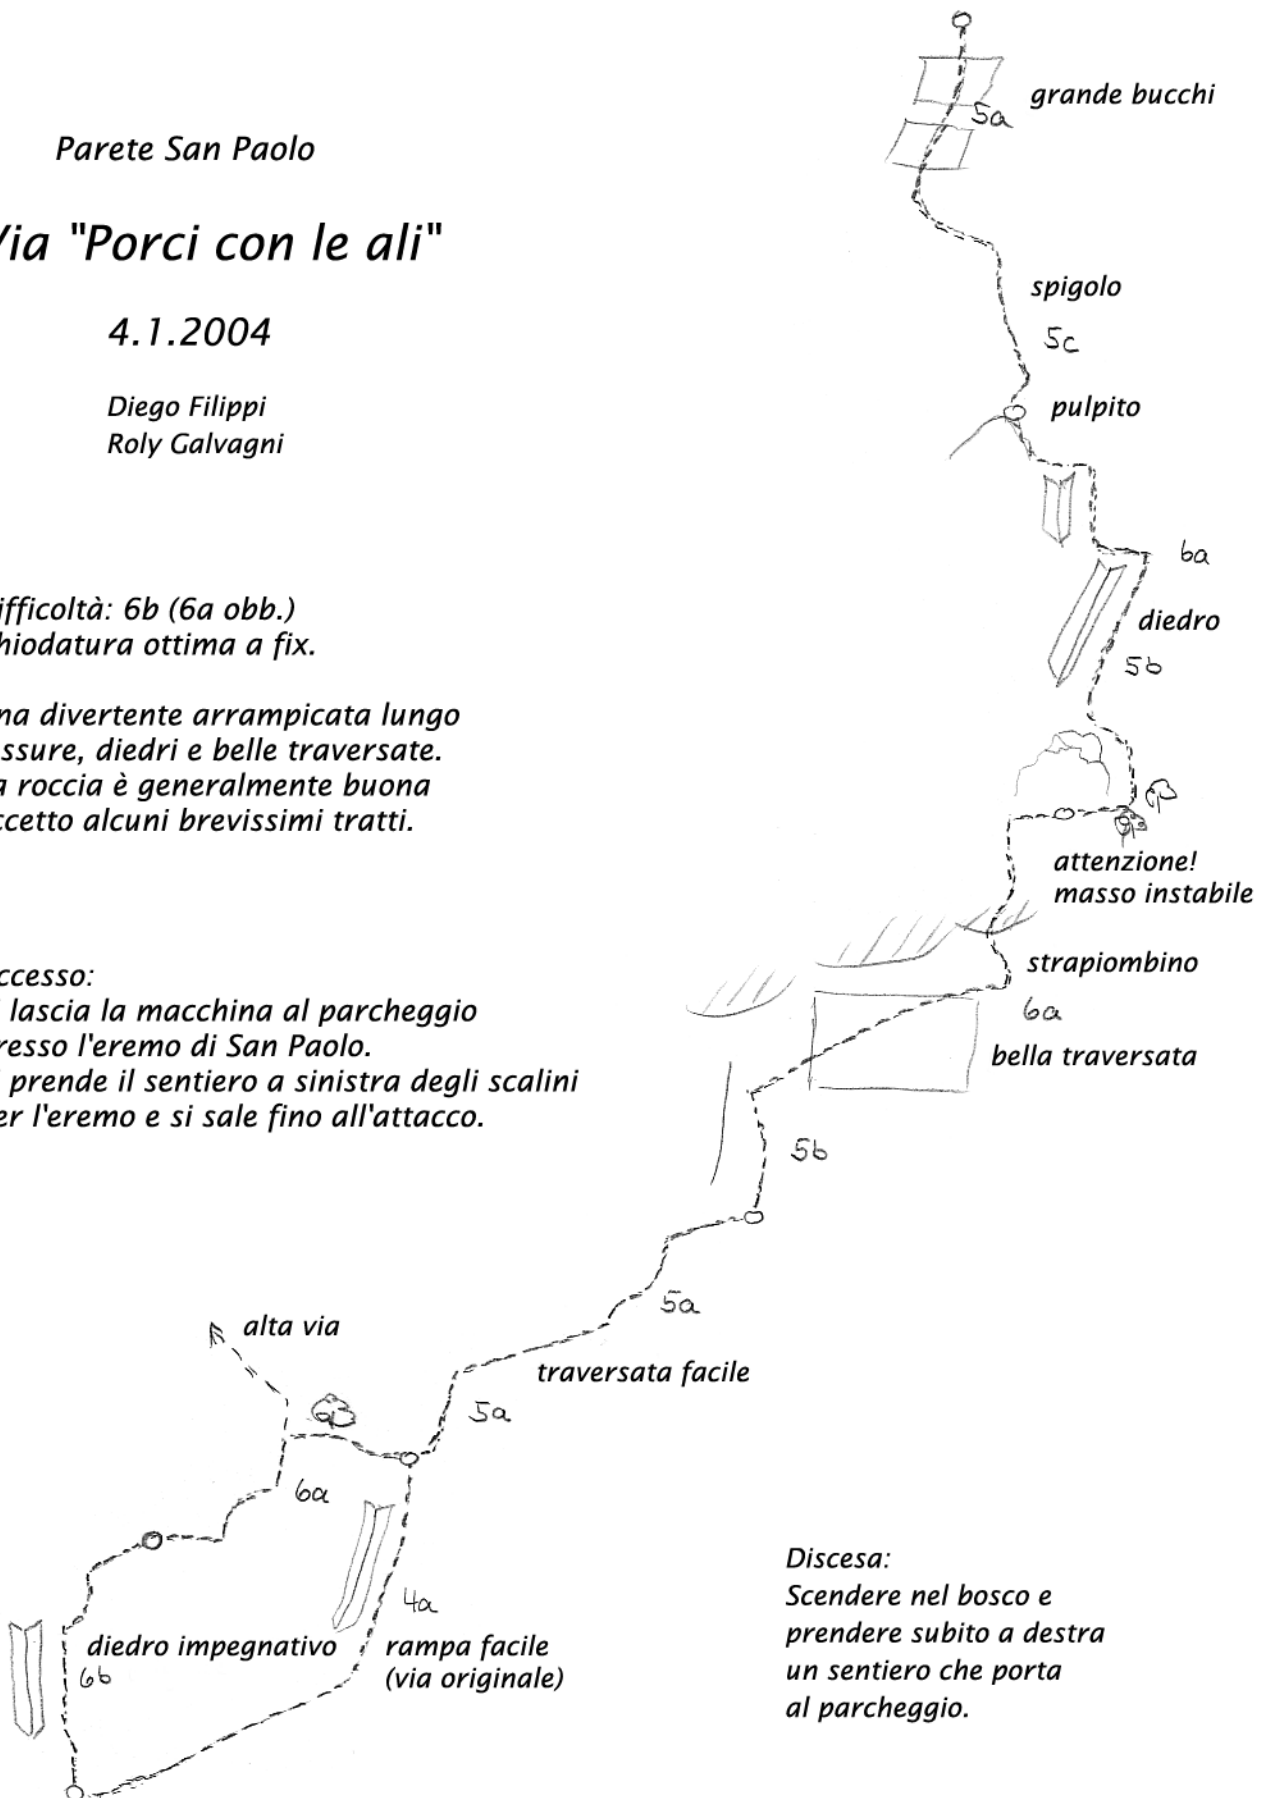 Parete San Paolo
Via "Porci con le ali"
4.1.2004
Diego Filippi
Roly Galvagni
ifficoltà: 6b (6a obb.)
hiodatura ottima a fix.
na divertente arrampicata lungo
ssure, diedri e belle traversate.
a roccia è generalmente buona
ccetto alcuni brevissimi tratti.
ccesso:
i lascia la macchina al parcheggio
resso l'eremo di San Paolo.
i prende il sentiero a sinistra degli scalini
er l'eremo e si sale fino all'attacco.
grande bucchi
5a
spigolo
5c
pulpito
6a
diedro
5b
attenzione!
masso instabile
strapiombino
6a
bella traversata
5b
5a
alta via
traversata facile
5a
6a
4a
diedro impegnativo
6b
rampa facile
(via originale)
Discesa:
Scendere nel bosco e
prendere subito a destra
un sentiero che porta
al parcheggio.